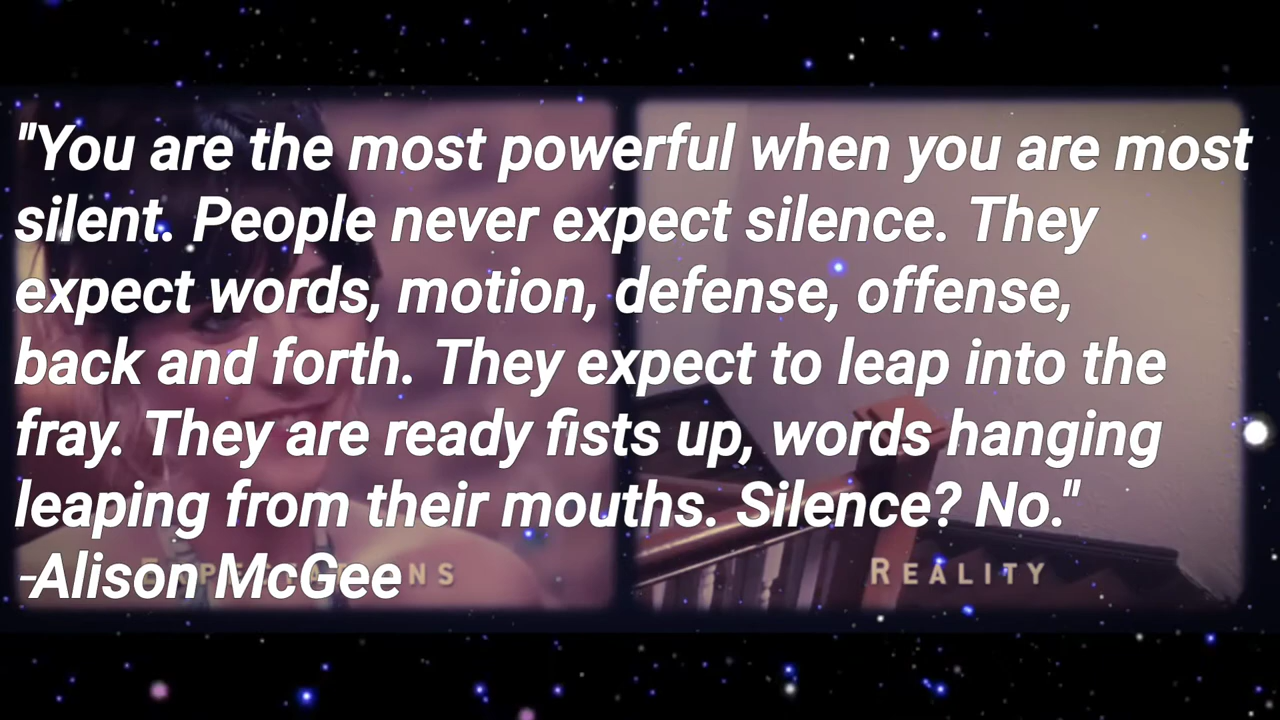 "You are the most powerful when you are most
silent. People never expect silence. They
expect words, motion, defense, offense,
back and forth. They expect to leap into the
fray. They are ready fists up, words hanging
leaping from their mouths. Silence? No."
-Alison McGee
EXPECTATIONS
REALITY